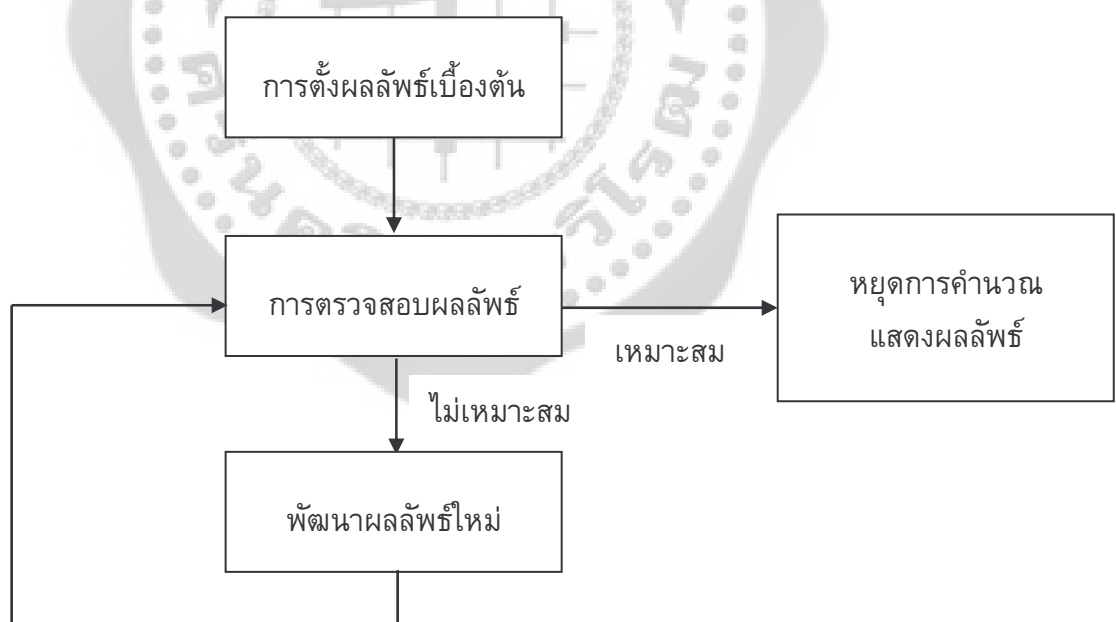 การตั้งผลลัพธ์เบื้องต้น
การตรวจสอบผลลัพธ์
หยุดการคำนวณ
แสดงผลลัพธ์
เหมาะสม
ไม่เหมาะสม
พัฒนาผลลัพธ์ใหม่